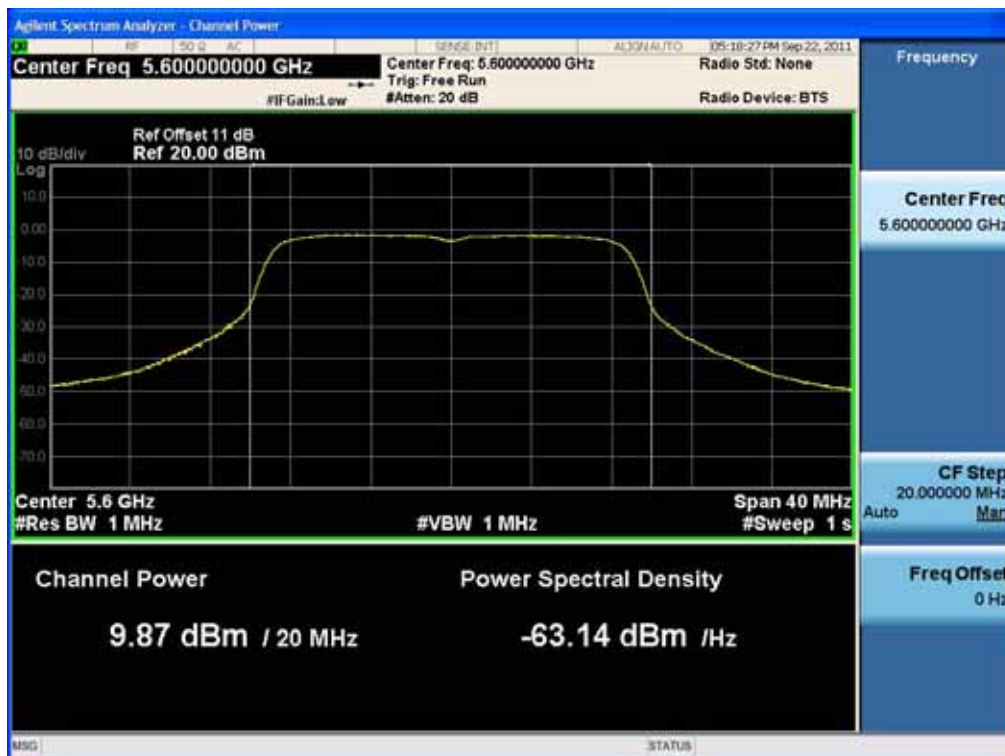 Agilent Spectrum Analyzer - Channel Power
RF 50 Ω AC SENSE:INT ALIGNAUTO 05:18:27 PM Sep 22, 2011
Center Freq 5.600000000 GHz
Center Freq: 5.600000000 GHz
Radio Std: None
Trig: Free Run
#IFGain:Low
#Atten: 20 dB
Radio Device: BTS
Ref Offset 11 dB
10 dB/div
Ref 20.00 dBm
Log
10.0
0.00
-10.0
-20.0
-30.0
-40.0
-50.0
-60.0
-70.0
Center 5.6 GHz
Span 40 MHz
#Res BW 1 MHz
#VBW 1 MHz
#Sweep 1 s
Channel Power
Power Spectral Density
9.87 dBm / 20 MHz
-63.14 dBm /Hz
MSG
STATUS
Frequency
Center Freq
5.600000000 GHz
CF Step
20.000000 MHz
Auto Man
Freq Offset
0 Hz